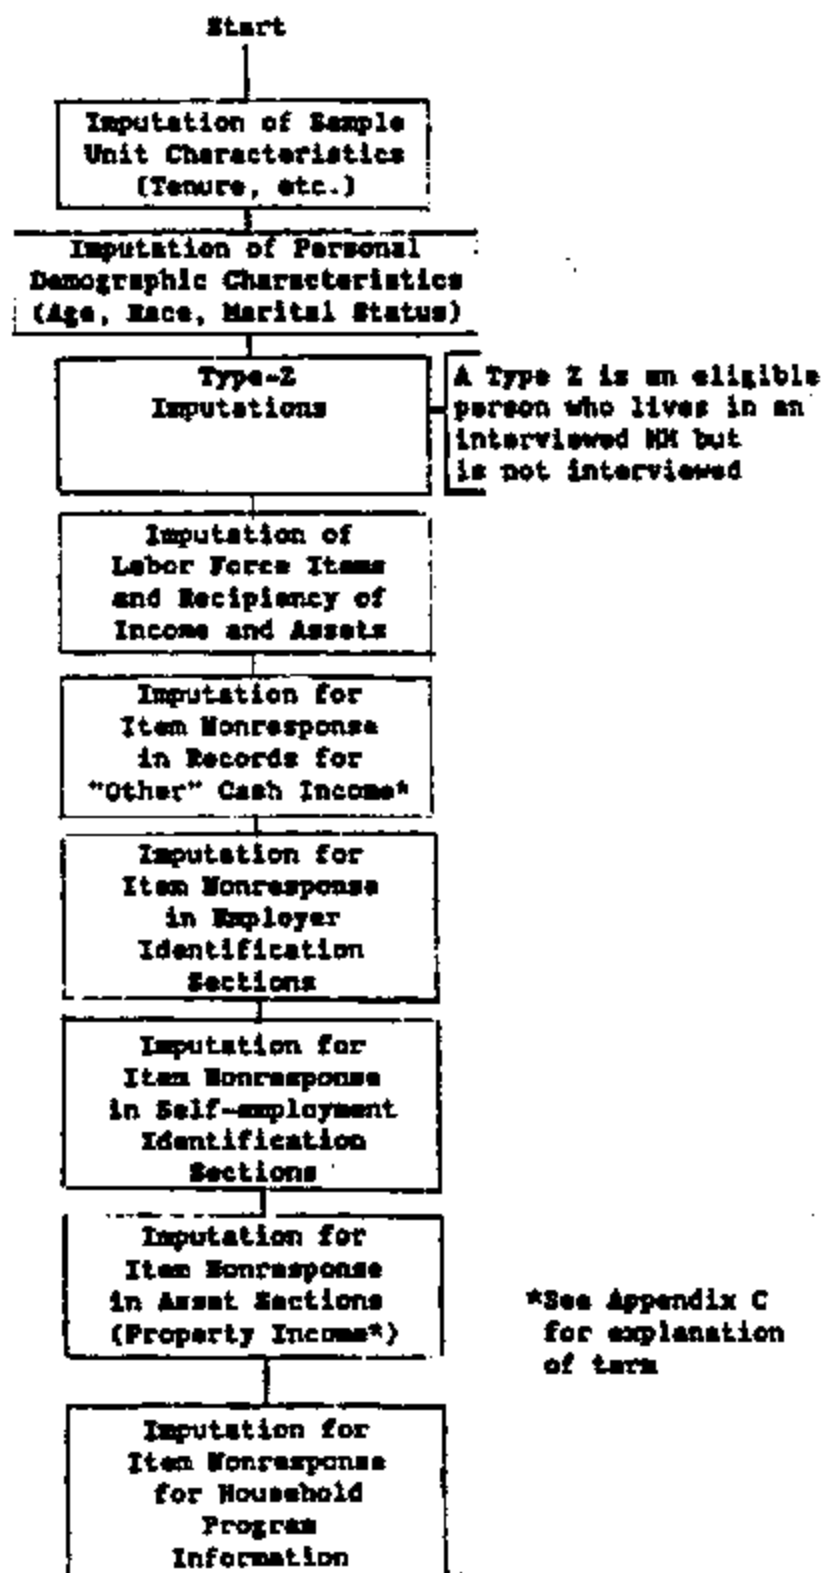 Start
Imputation of Sample
Unit Characteristics
(Tenure, etc.)
Imputation of Personal
Demographic Characteristics
(Age, Race, Marital Status)
Type-Z
Imputations
A Type Z is an eligible
person who lives in an
interviewed HH but
is not interviewed
Imputation of
Labor Force Items
and Recipiency of
Income and Assets
Imputation for
Item Nonresponse
in Records for
"Other" Cash Income*
Imputation for
Item Nonresponse
in Employer
Identification
Sections
Imputation for
Item Nonresponse
in Self-employment
Identification
Sections
Imputation for
Item Nonresponse
in Asset Sections
(Property Income*)
*See Appendix C
for explanation
of term
Imputation for
Item Nonresponse
for Household
Program
Information